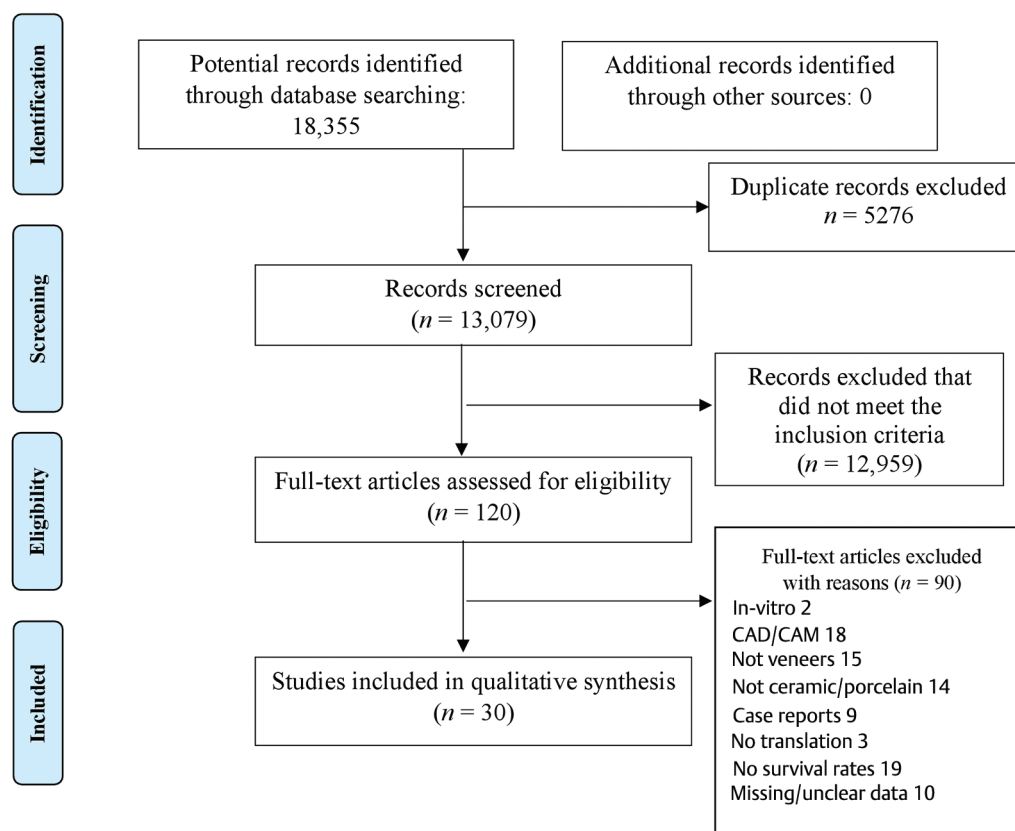 Identification
Potential records identified
through database searching:
18,355
Additional records identified
through other sources: 0
Duplicate records excluded
n = 5276
Screening
Records screened
(n = 13,079)
Records excluded that
did not meet the
inclusion criteria
(n = 12,959)
Eligibility
Full-text articles assessed for eligibility
(n = 120)
Full-text articles excluded
with reasons (n = 90)
In-vitro 2
CAD/CAM 18
Not veneers 15
Not ceramic/porcelain 14
Case reports 9
No translation 3
No survival rates 19
Missing/unclear data 10
Included
Studies included in qualitative synthesis
(n = 30)